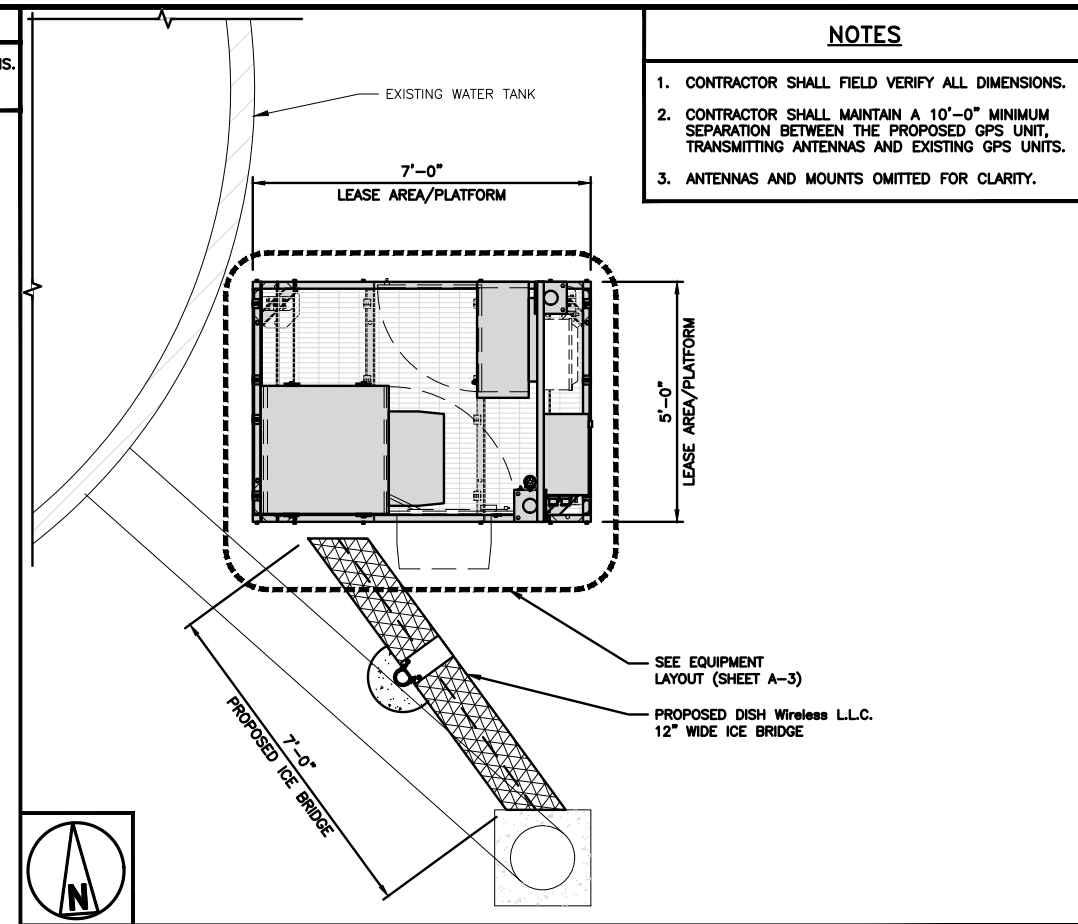 NS.
NOTES
1. CONTRACTOR SHALL FIELD VERIFY ALL DIMENSIONS.
2. CONTRACTOR SHALL MAINTAIN A 10'-0" MINIMUM
SEPARATION BETWEEN THE PROPOSED GPS UNIT,
TRANSMITTING ANTENNAS AND EXISTING GPS UNITS.
3. ANTENNAS AND MOUNTS OMITTED FOR CLARITY.
EXISTING WATER TANK
7'-0"
LEASE AREA/PLATFORM
5'-0"
LEASE AREA/PLATFORM
SEE EQUIPMENT
LAYOUT (SHEET A-3)
PROPOSED DISH Wireless L.L.C.
12" WIDE ICE BRIDGE
7'-0"
PROPOSED ICE BRIDGE
N